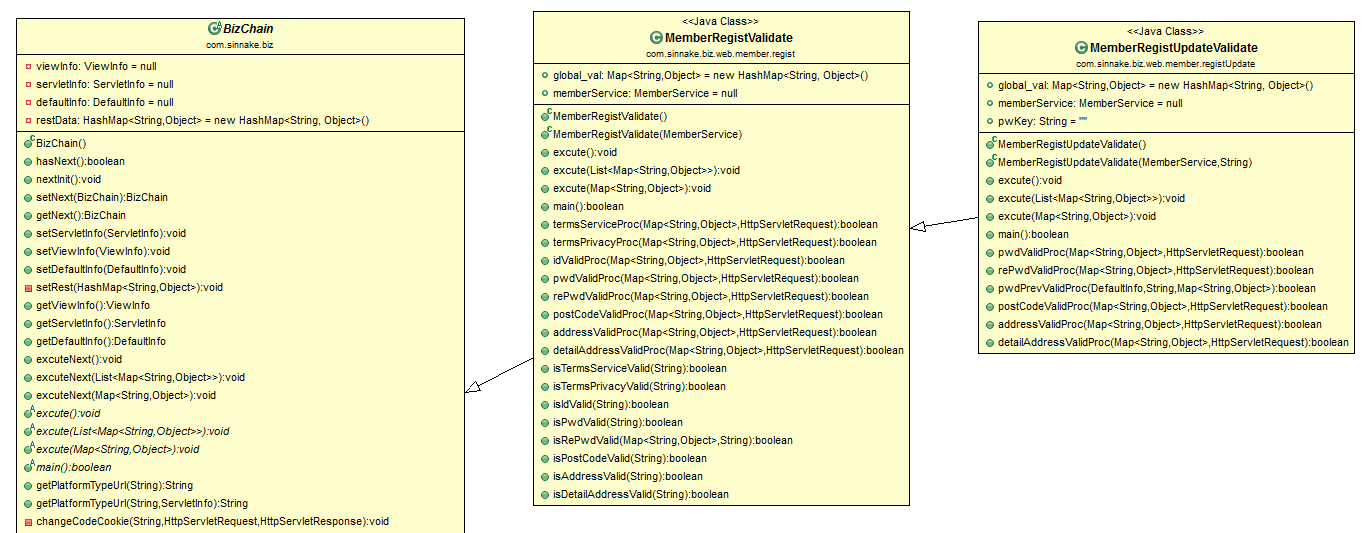 BizChain
com.sinnake.biz
viewInfo: ViewInfo = null
servletInfo: ServletInfo = null
defaultInfo: DefaultInfo = null
restData: HashMap<String,Object> = new HashMap<String, Object>()
BizChain()
hasNext():boolean
nextInit():void
setNext(BizChain):BizChain
getNext():BizChain
setServletInfo(ServletInfo):void
setViewInfo(ViewInfo):void
setDefaultInfo(DefaultInfo):void
setRest(HashMap<String,Object>):void
getViewInfo():ViewInfo
getServletInfo():ServletInfo
getDefaultInfo():DefaultInfo
excuteNext():void
excuteNext(List<Map<String,Object>>):void
excuteNext(Map<String,Object>):void
excute():void
excute(List<Map<String,Object>>):void
excute(Map<String,Object>):void
main():boolean
getPlatformTypeUrl(String):String
getPlatformTypeUrl(String,ServletInfo):String
changeCodeCookie(String,HttpServletRequest,HttpServletResponse):void
<<Java Class>>
MemberRegistValidate
com.sinnake.biz.web.member.regist
global_val: Map<String,Object> = new HashMap<String, Object>()
memberService: MemberService = null
MemberRegistValidate()
MemberRegistValidate(MemberService)
excute():void
excute(List<Map<String,Object>>):void
excute(Map<String,Object>):void
main():boolean
termsServiceProc(Map<String,Object>,HttpServletRequest):boolean
termsPrivacyProc(Map<String,Object>,HttpServletRequest):boolean
idValidProc(Map<String,Object>,HttpServletRequest):boolean
pwdValidProc(Map<String,Object>,HttpServletRequest):boolean
rePwdValidProc(Map<String,Object>,HttpServletRequest):boolean
postCodeValidProc(Map<String,Object>,HttpServletRequest):boolean
addressValidProc(Map<String,Object>,HttpServletRequest):boolean
detailAddressValidProc(Map<String,Object>,HttpServletRequest):boolean
isTermsServiceValid(String):boolean
isTermsPrivacyValid(String):boolean
isIdValid(String):boolean
isPwdValid(String):boolean
isRePwdValid(Map<String,Object>,String):boolean
isPostCodeValid(String):boolean
isAddressValid(String):boolean
isDetailAddressValid(String):boolean
<<Java Class>>
MemberRegistUpdateValidate
com.sinnake.biz.web.member.registUpdate
global_val: Map<String,Object> = new HashMap<String, Object>()
memberService: MemberService = null
pwKey: String = ""
MemberRegistUpdateValidate()
MemberRegistUpdateValidate(MemberService,String)
excute():void
excute(List<Map<String,Object>>):void
excute(Map<String,Object>):void
main():boolean
pwdValidProc(Map<String,Object>,HttpServletRequest):boolean
rePwdValidProc(Map<String,Object>,HttpServletRequest):boolean
pwdPrevValidProc(DefaultInfo,String,Map<String,Object>):boolean
postCodeValidProc(Map<String,Object>,HttpServletRequest):boolean
addressValidProc(Map<String,Object>,HttpServletRequest):boolean
detailAddressValidProc(Map<String,Object>,HttpServletRequest):boolean